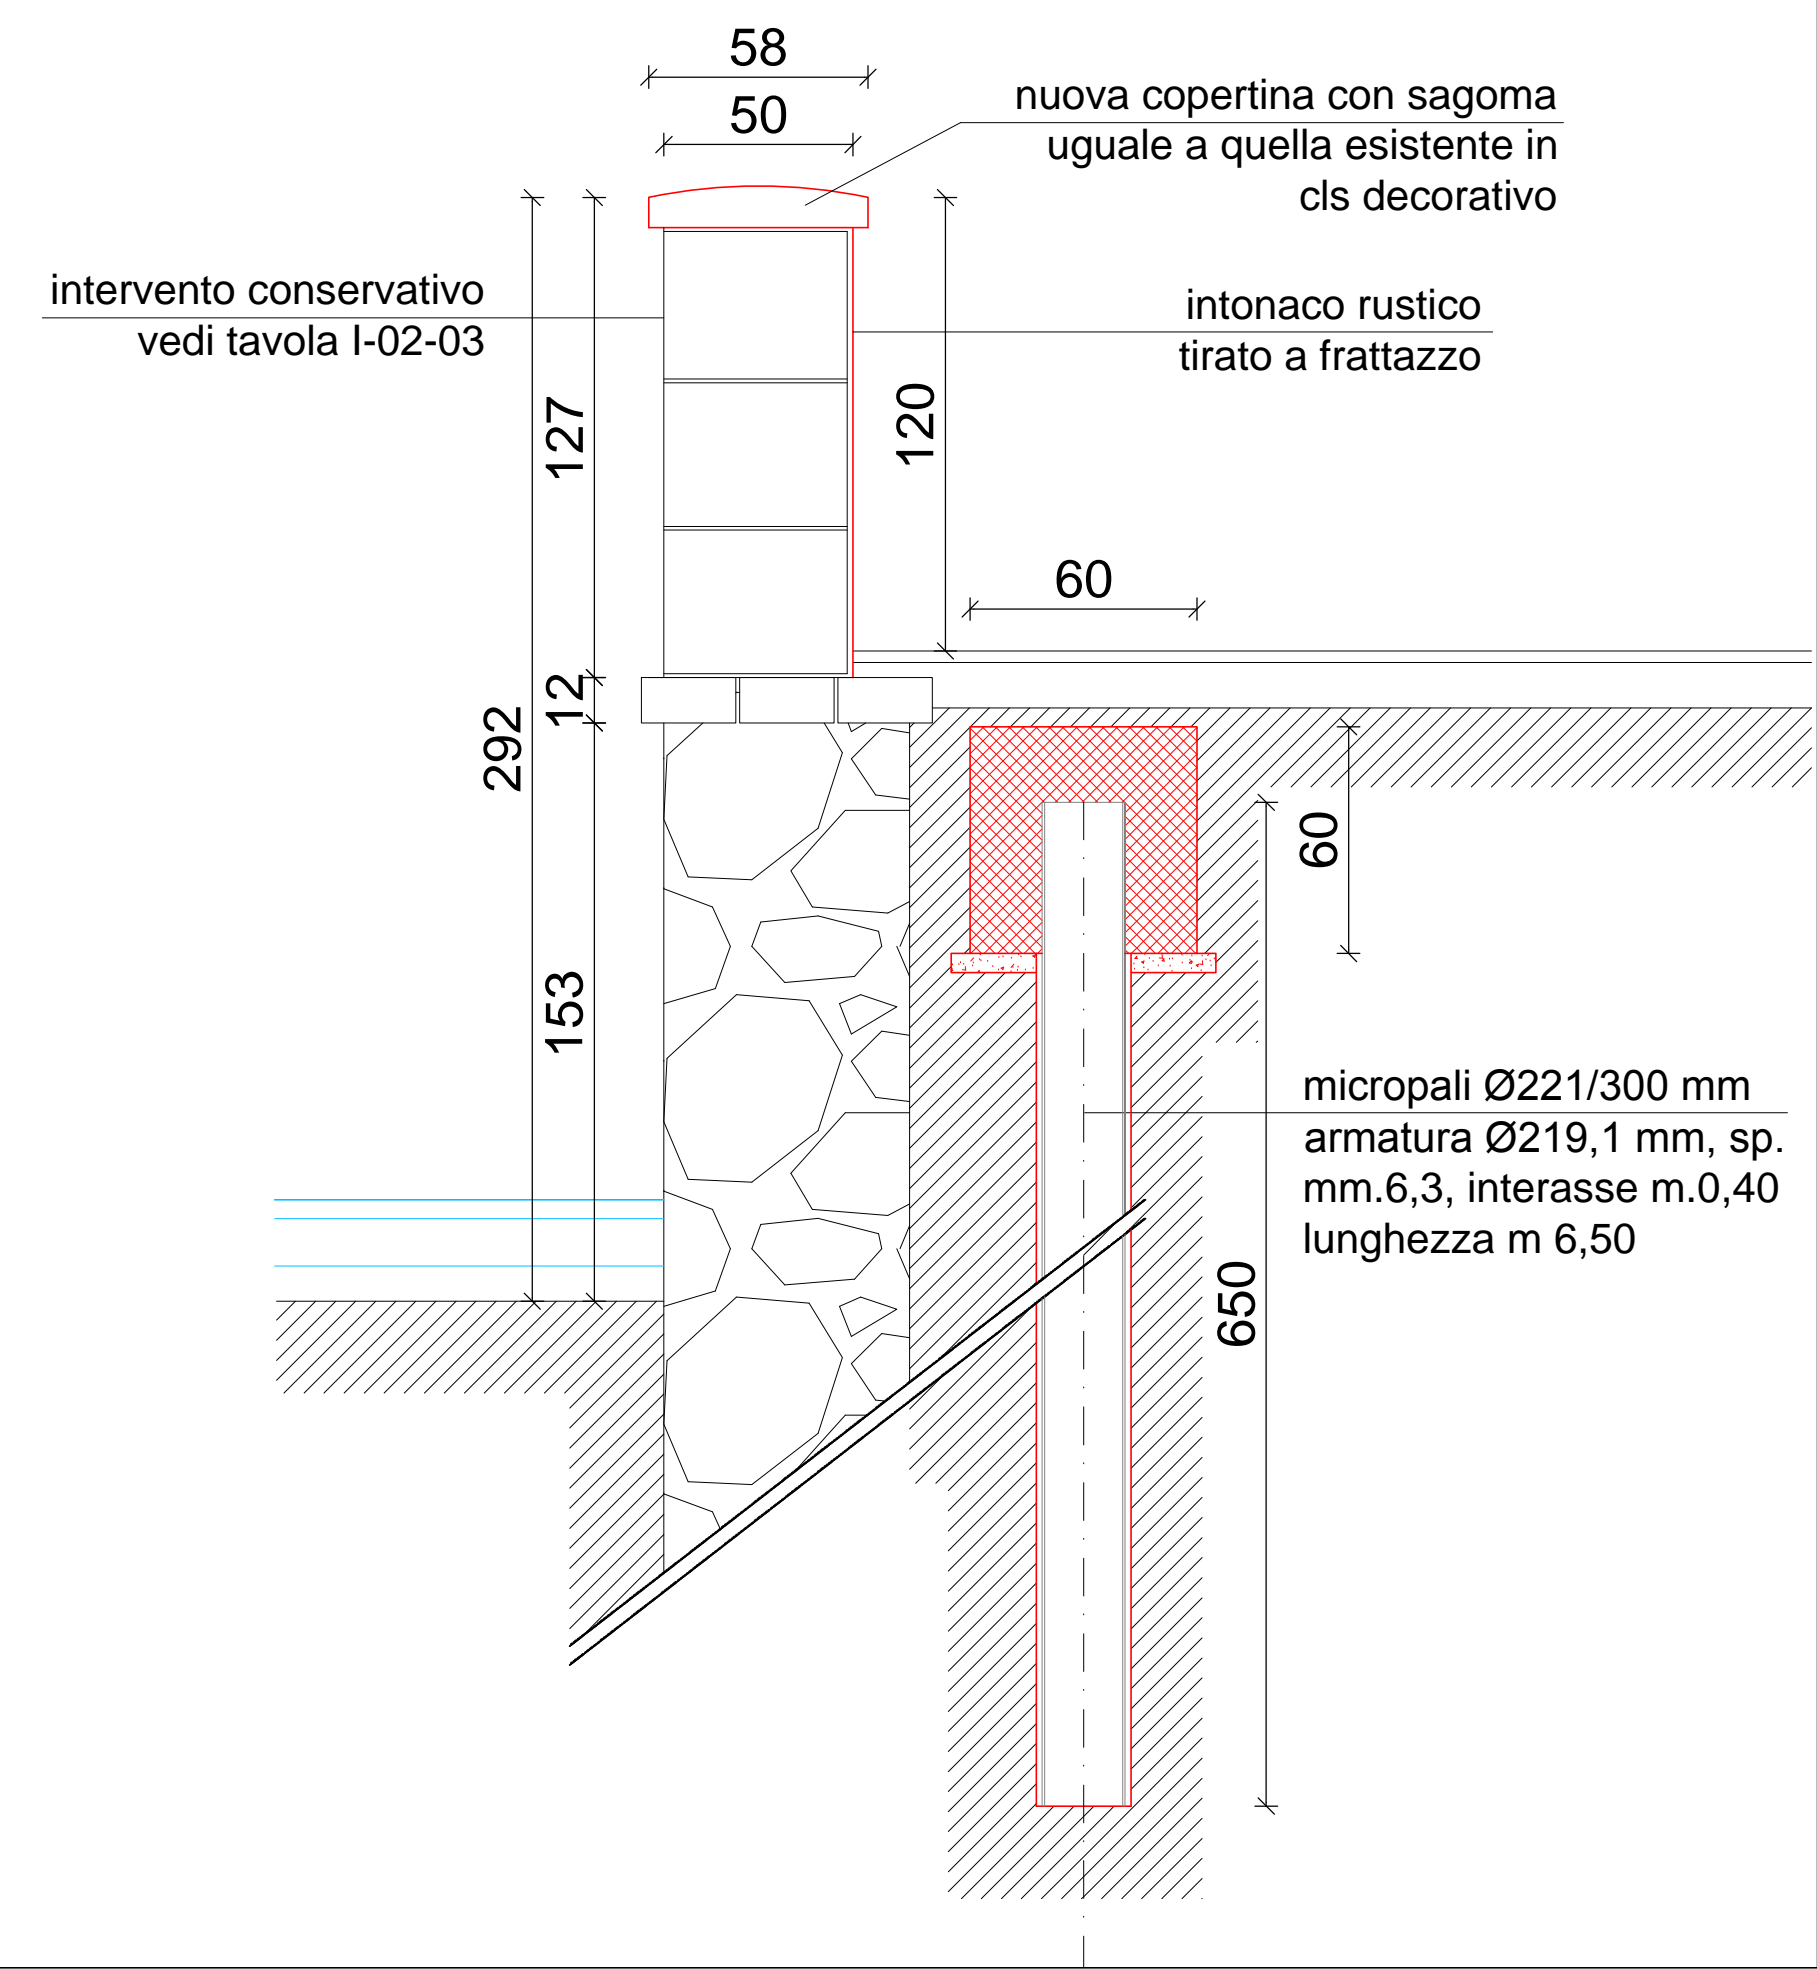 58
50
nuova copertina con sagoma
uguale a quella esistente in
cls decorativo
intervento conservativo
vedi tavola I-02-03
intonaco rustico
tirato a frattazzo
127
120
60
12
292
60
153
micropali Ø221/300 mm
armatura Ø219,1 mm, sp.
mm.6,3, interasse m.0,40
lunghezza m 6,50
650